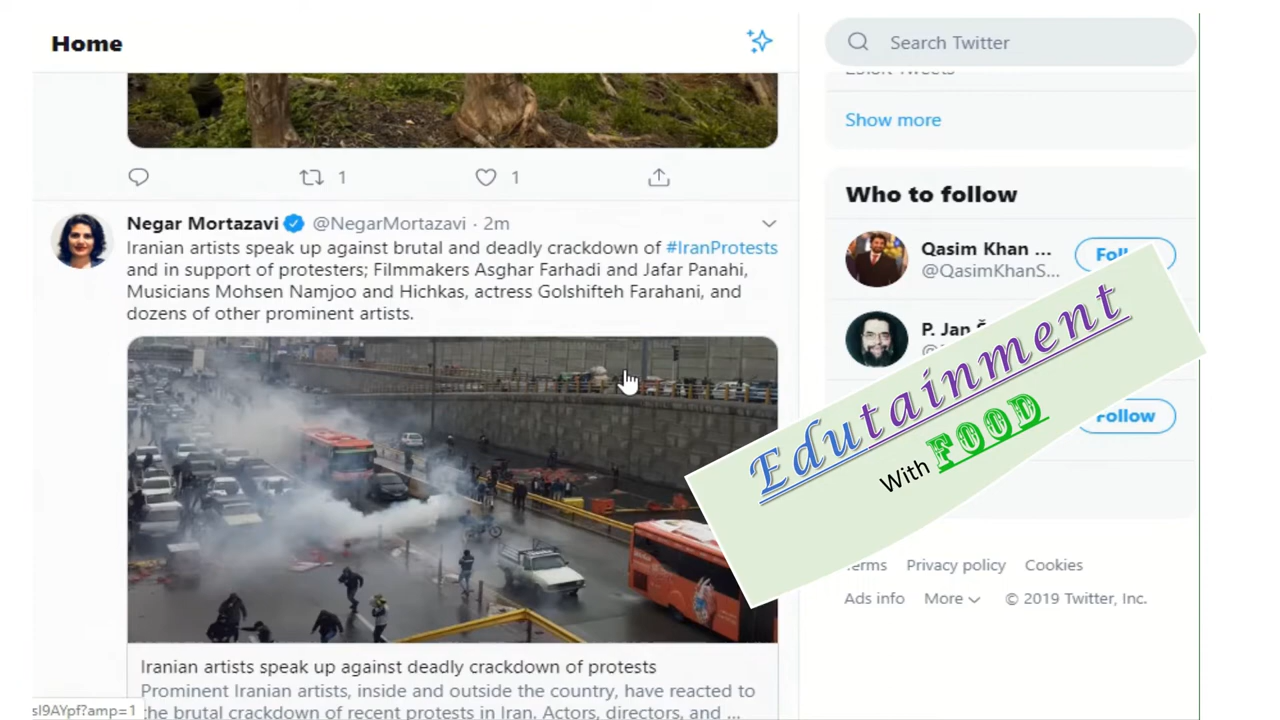 Home
Search Twitter
Show more
1
1
Who to follow
Negar Mortazavi @NegarMortazavi · 2m
Iranian artists speak up against brutal and deadly crackdown of #IranProtests
and in support of protesters; Filmmakers Asghar Farhadi and Jafar Panahi,
Musicians Mohsen Namjoo and Hichkas, actress Golshifteh Farahani, and
dozens of other prominent artists.
Qasim Khan ...
@QasimKhanS...
P. Jan
Follow
Edutainment
With FOOD
Privacy policy Cookies
Ads info More © 2019 Twitter, Inc.
Iranian artists speak up against deadly crackdown of protests
Prominent Iranian artists, inside and outside the country, have reacted to
the brutal crackdown of recent protests in Iran. Actors, directors, and ...
sl9AYpf?amp=1